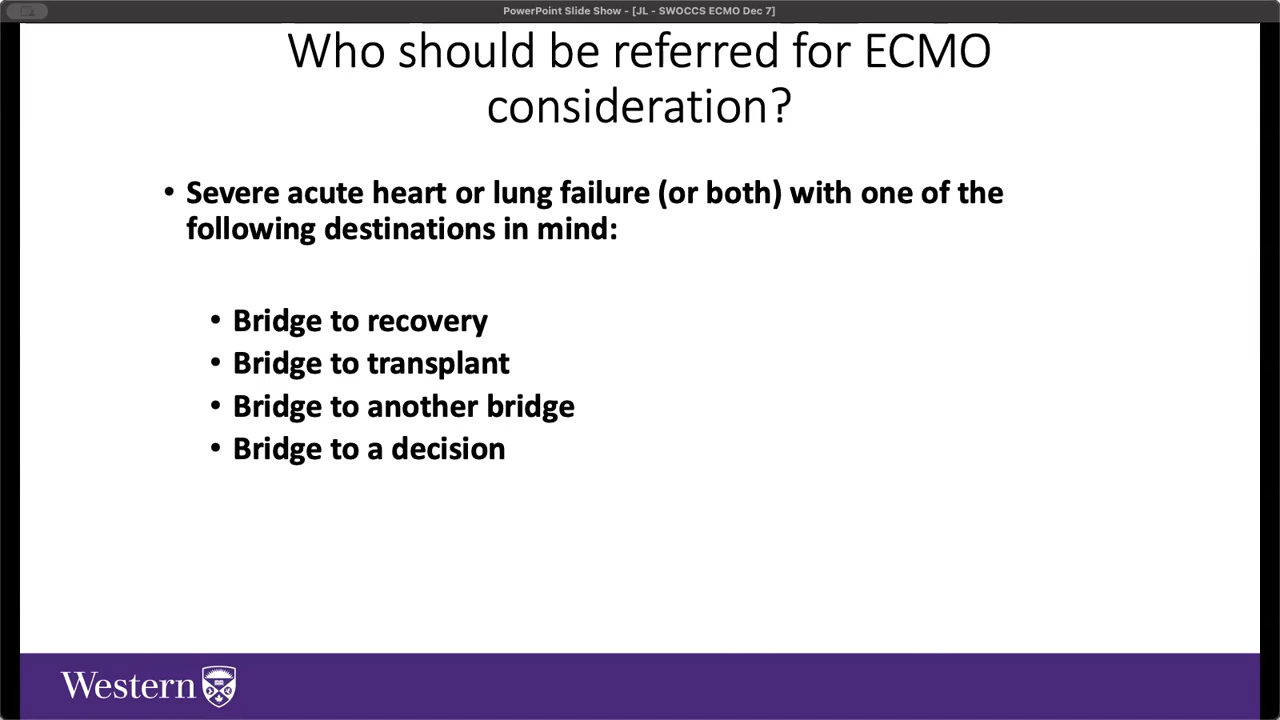 PowerPoint Slide Show - [JL - SWOCCS ECMO Dec 7]
Who should be referred for ECMO
consideration?
• Severe acute heart or lung failure (or both) with one of the
following destinations in mind:
• Bridge to recovery
• Bridge to transplant
• Bridge to another bridge
• Bridge to a decision
Western